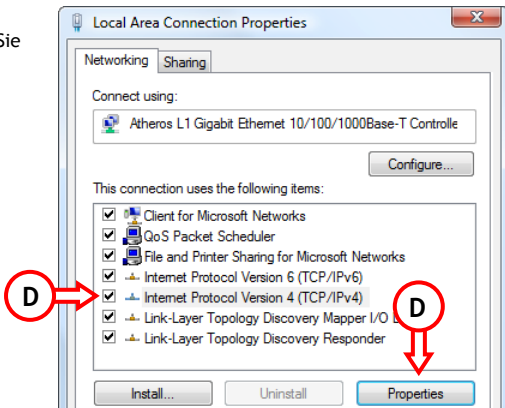 Sie
Local Area Connection Properties
Networking Sharing
Connect using:
Atheros L1 Gigabit Ethernet 10/100/1000Base-T Controlle
Configure...
This connection uses the following items:
Client for Microsoft Networks
QoS Packet Scheduler
File and Printer Sharing for Microsoft Networks
Internet Protocol Version 6 (TCP/IPv6)
D Internet Protocol Version 4 (TCP/IPv4)
D
Link-Layer Topology Discovery Mapper I/O
Link-Layer Topology Discovery Responder
Install... Uninstall Properties